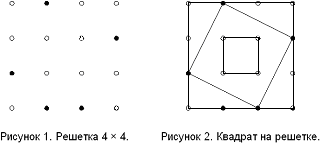 Рисунок 1. Решетка 4 × 4.
Рисунок 2. Квадрат на решетке.